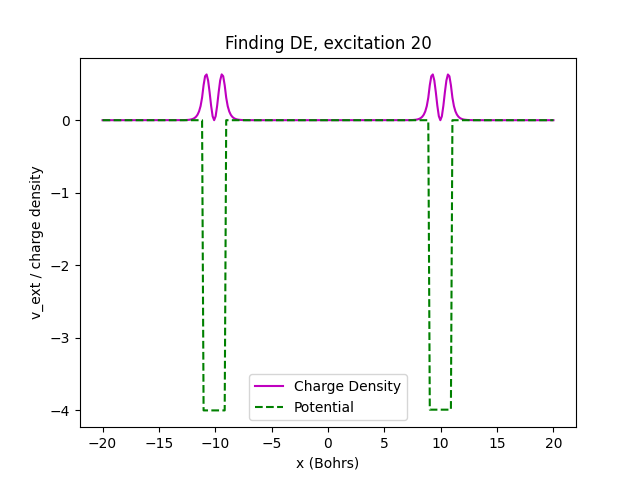 Finding DE, excitation 20
v_ext / charge density
0
−1
−2
−3
−4
Charge Density
Potential
−20 −15 −10 −5 0 5 10 15 20
x (Bohrs)